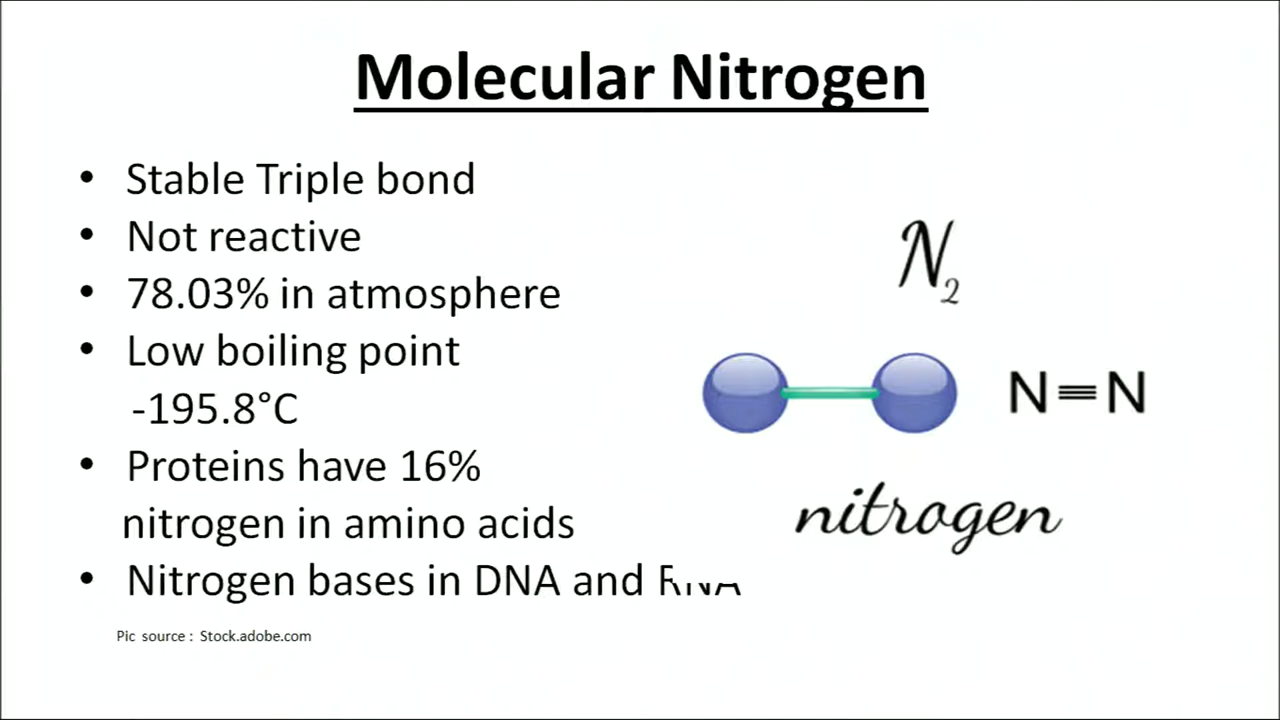 Molecular Nitrogen
• Stable Triple bond
• Not reactive
• 78.03% in atmosphere
• Low boiling point
-195.8°C
• Proteins have 16%
nitrogen in amino acids
• Nitrogen bases in DNA and RNA
Pic source : Stock.adobe.com
N₂
N≡N
nitrogen